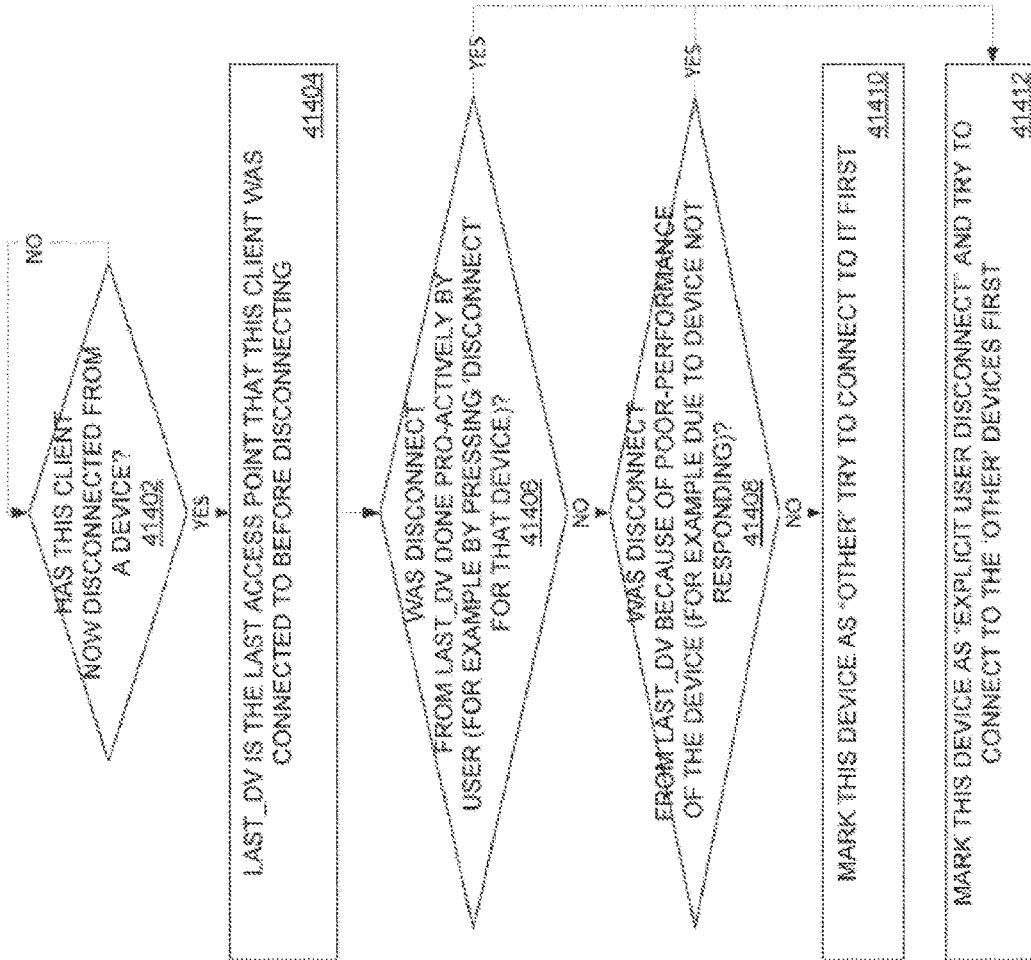 HAS THIS CLIENT
NOW DISCONNECTED FROM
A DEVICE?
41402
NO
YES
LAST_DV IS THE LAST ACCESS POINT THAT THIS CLIENT WAS
CONNECTED TO BEFORE DISCONNECTING
41404
WAS DISCONNECT
FROM LAST_DV DONE PRO-ACTIVELY BY
USER (FOR EXAMPLE BY PRESSING 'DISCONNECT'
FOR THAT DEVICE)?
41406
YES
NO
WAS DISCONNECT
FROM LAST_DV BECAUSE OF POOR-PERFORMANCE
OF THE DEVICE (FOR EXAMPLE DUE TO DEVICE NOT
RESPONDING)?
41408
YES
NO
MARK THIS DEVICE AS 'OTHER' TRY TO CONNECT TO IT FIRST
41410
MARK THIS DEVICE AS 'EXPLICIT USER DISCONNECT' AND TRY TO
CONNECT TO THE 'OTHER' DEVICES FIRST
41412